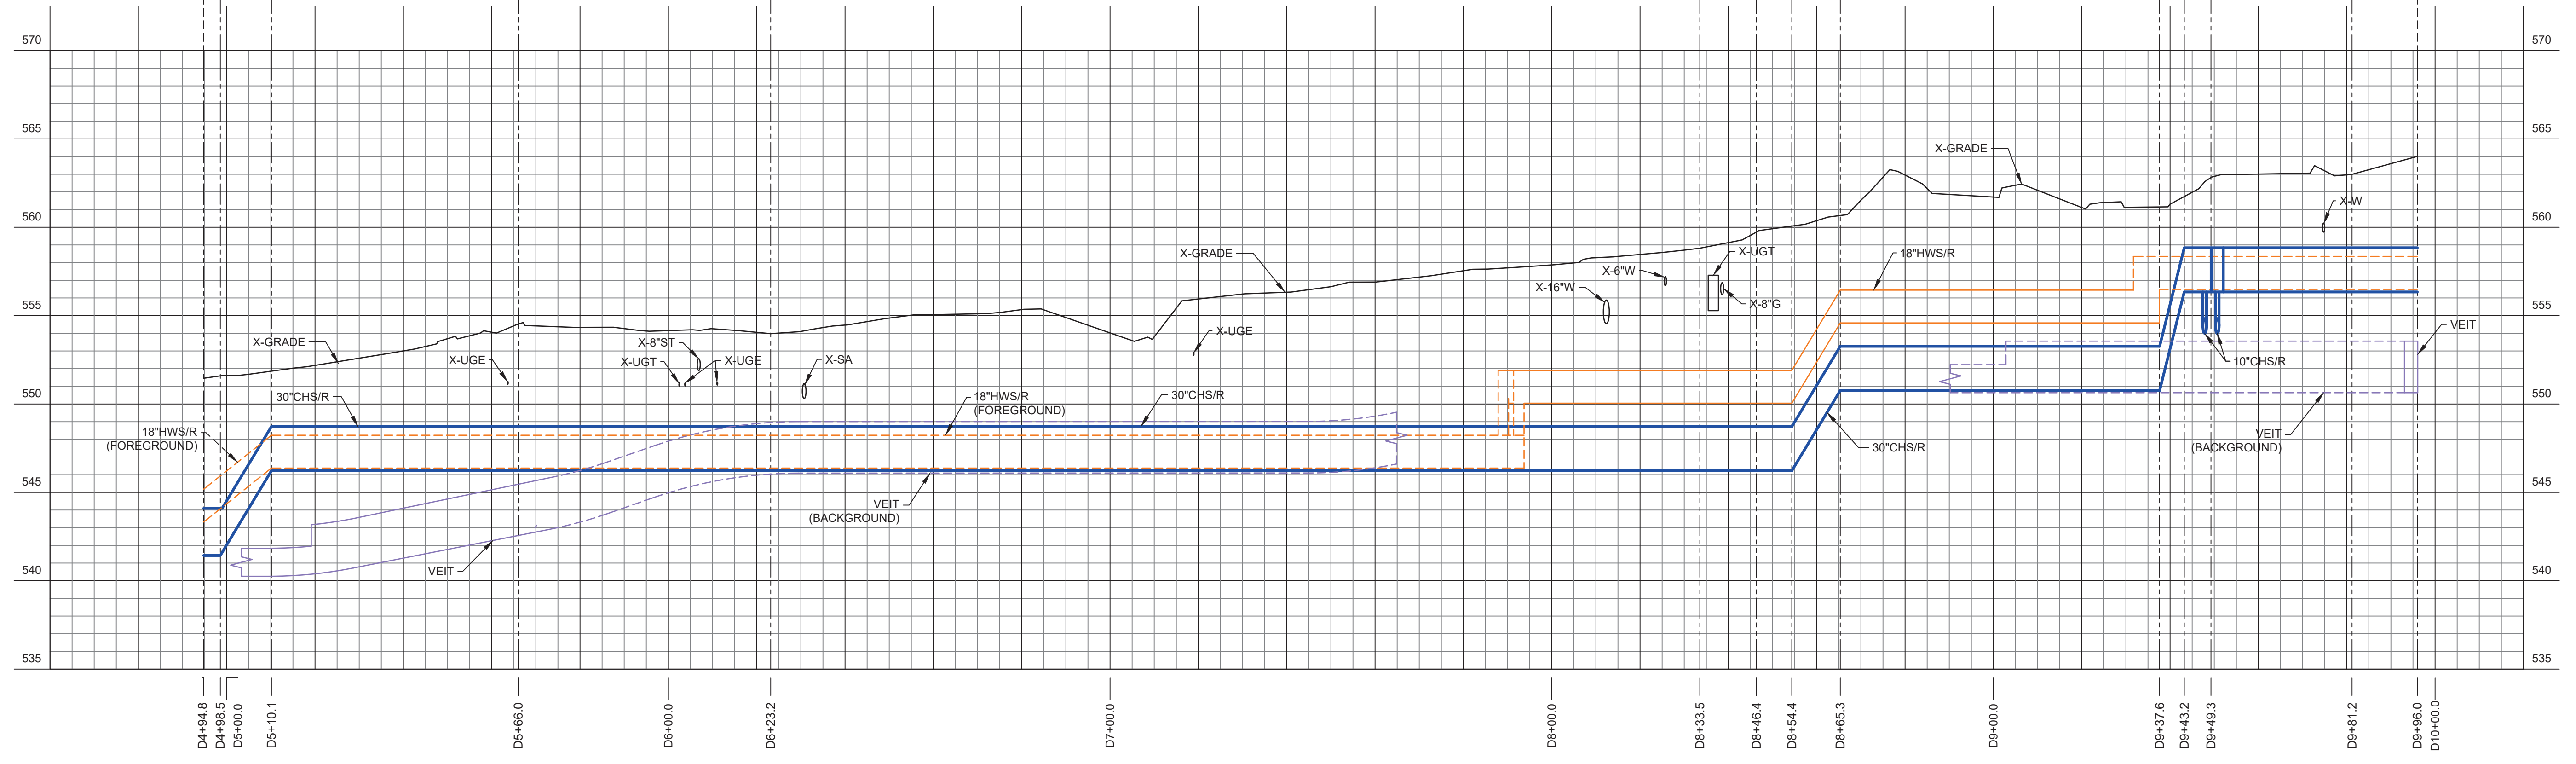 570
570
565
565
X-GRADE
560
560
X-W
X-GRADE
X-UGT
18"HWS/R
X-6"W
X-16"W
X-8"G
555
555
X-UGE
VEIT
X-GRADE
X-8"ST
X-UGE
X-UGT
X-UGE
X-SA
10"CHS/R
550
550
30"CHS/R
18"HWS/R
(FOREGROUND)
30"CHS/R
18"HWS/R
(FOREGROUND)
30"CHS/R
VEIT
(BACKGROUND)
545
545
VEIT
(BACKGROUND)
540
540
VEIT
535
535
D4+94.8
D4+98.5
D5+00.0
D5+10.1
D5+66.0
D6+00.0
D6+23.2
D7+00.0
D8+00.0
D8+33.5
D8+46.4
D8+54.4
D8+65.3
D9+00.0
D9+37.6
D9+43.2
D9+49.3
D9+81.2
D9+96.0
D10+00.0